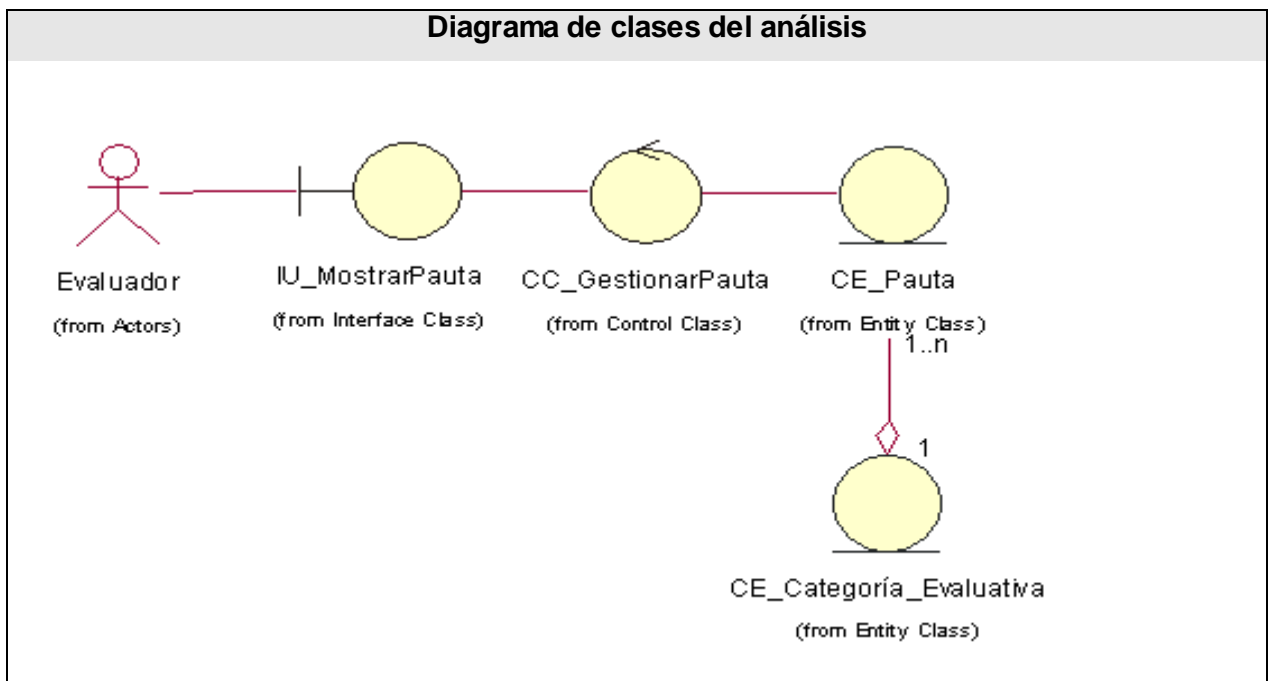 Diagrama de clases del análisis
Evaluador
(from Actors)
IU_MostrarPauta
(from Interface Class)
CC_GestionarPauta
(from Control Class)
CE_Pauta
(from Entity Class)
1..n
1
CE_Categoría_Evaluativa
(from Entity Class)